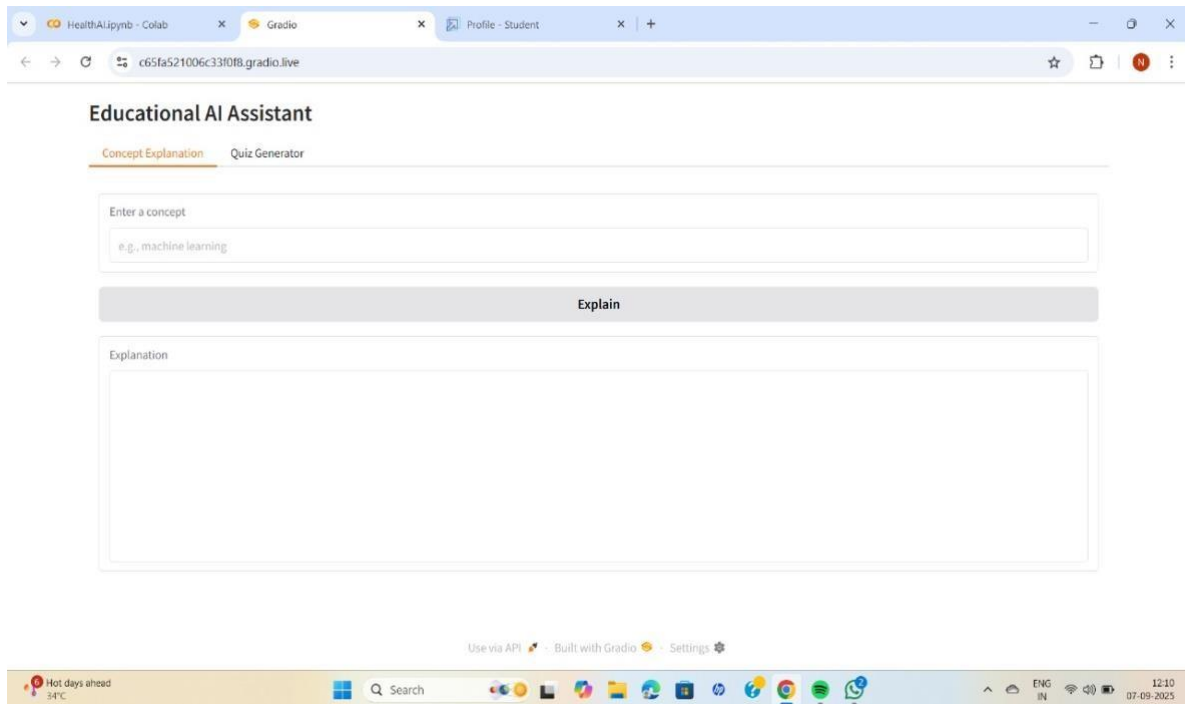 HealthAI.ipynb - Colab
Gradio
Profile - Student
c65fa521006c33f0f8.gradio.live
N
Educational AI Assistant
Concept Explanation
Quiz Generator
Enter a concept
e.g., machine learning
Explain
Explanation
Use via API · Built with Gradio · Settings
6
Hot days ahead
34°C
Search
2
ENG
IN
12:10
07-09-2025